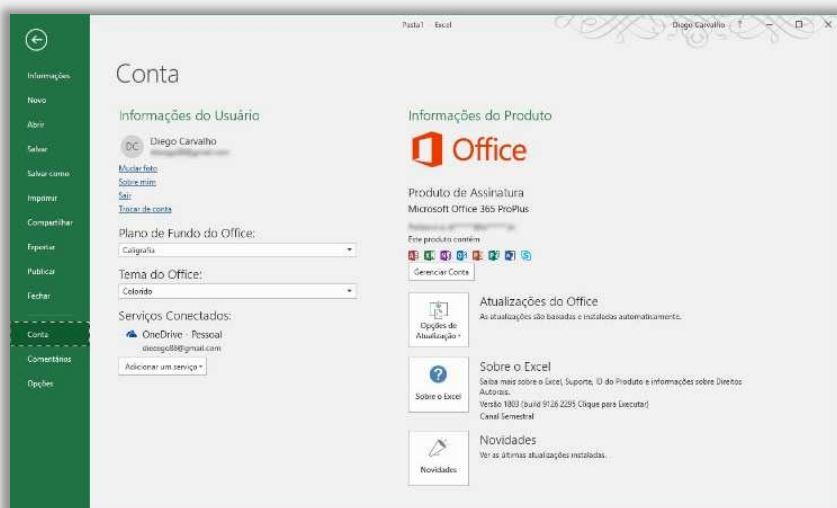 Pasta1 - Excel
Diego Carvalho
?
Informações
Novo
Abrir
Salvar
Salvar como
Imprimir
Compartilhar
Exportar
Publicar
Fechar
Conta
Comentários
Opções
Conta
Informações do Usuário
DC
Diego Carvalho
Mudar foto
Sobre mim
Sair
Trocar de conta
Plano de Fundo do Office:
Caligrafia
Tema do Office:
Colorido
Serviços Conectados:
OneDrive - Pessoal
Adicionar um serviço
Informações do Produto
Office
Produto de Assinatura
Microsoft Office 365 ProPlus
Este produto contém
Gerenciar Conta
Opções de
Atualização
Atualizações do Office
As atualizações são baixadas e instaladas automaticamente.
Sobre o Excel
Sobre o Excel
Saiba mais sobre o Excel, Suporte, ID do Produto e informações sobre Direitos
Autorais.
Versão 1803 (build 9126.2295 Clique para Executar)
Canal Semestral
Novidades
Novidades
Ver as últimas atualizações instaladas.